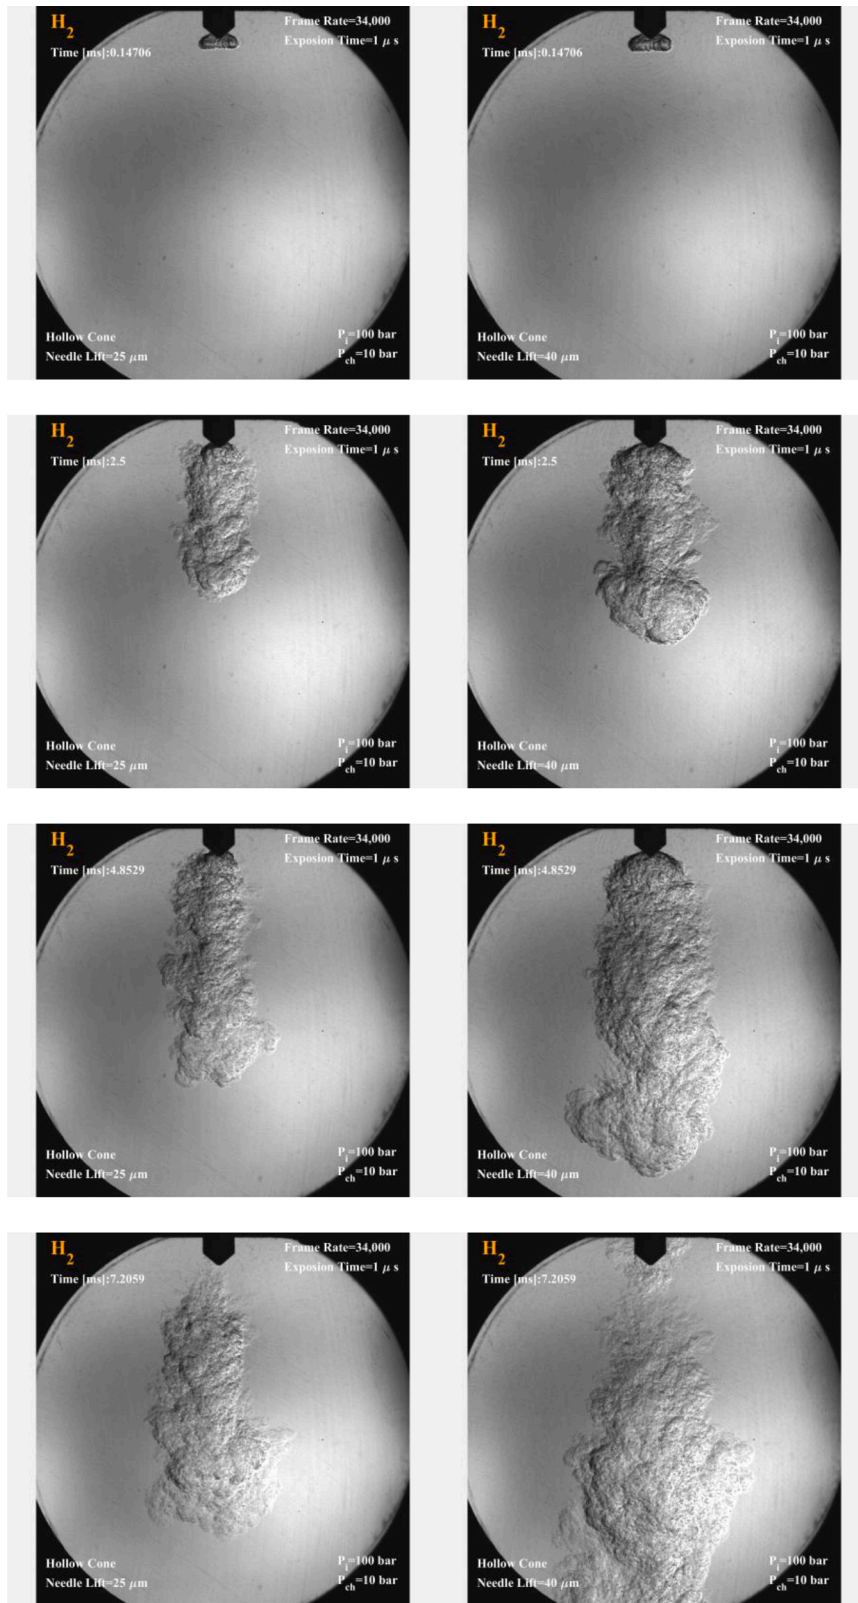 H2
Frame Rate=34,000
Exposion Time=1 μ s
Time [ms]:0.14706
Hollow Cone
Needle Lift=25 μm
Pi=100 bar
Pch=10 bar
H2
Frame Rate=34,000
Exposion Time=1 μ s
Time [ms]:0.14706
Hollow Cone
Needle Lift=40 μm
Pi=100 bar
Pch=10 bar
H2
Frame Rate=34,000
Exposion Time=1 μ s
Time [ms]:2.5
Hollow Cone
Needle Lift=25 μm
Pi=100 bar
Pch=10 bar
H2
Frame Rate=34,000
Exposion Time=1 μ s
Time [ms]:2.5
Hollow Cone
Needle Lift=40 μm
Pi=100 bar
Pch=10 bar
H2
Frame Rate=34,000
Exposion Time=1 μ s
Time [ms]:4.8529
Hollow Cone
Needle Lift=25 μm
Pi=100 bar
Pch=10 bar
H2
Frame Rate=34,000
Exposion Time=1 μ s
Time [ms]:4.8529
Hollow Cone
Needle Lift=40 μm
Pi=100 bar
Pch=10 bar
H2
Frame Rate=34,000
Exposion Time=1 μ s
Time [ms]:7.2059
Hollow Cone
Needle Lift=25 μm
Pi=100 bar
Pch=10 bar
H2
Frame Rate=34,000
Exposion Time=1 μ s
Time [ms]:7.2059
Hollow Cone
Needle Lift=40 μm
Pi=100 bar
Pch=10 bar